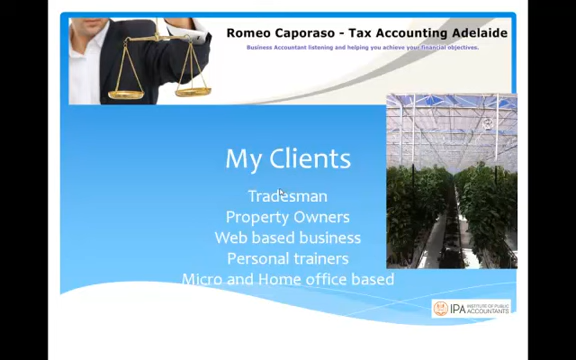 Romeo Caporaso - Tax Accounting Adelaide
Business Accountant listening and helping you achieve your financial objectives.
My Clients
Tradesman
Property Owners
Web based business
Personal trainers
Micro and Home office based
IPA INSTITUTE OF PUBLIC
ACCOUNTANTS